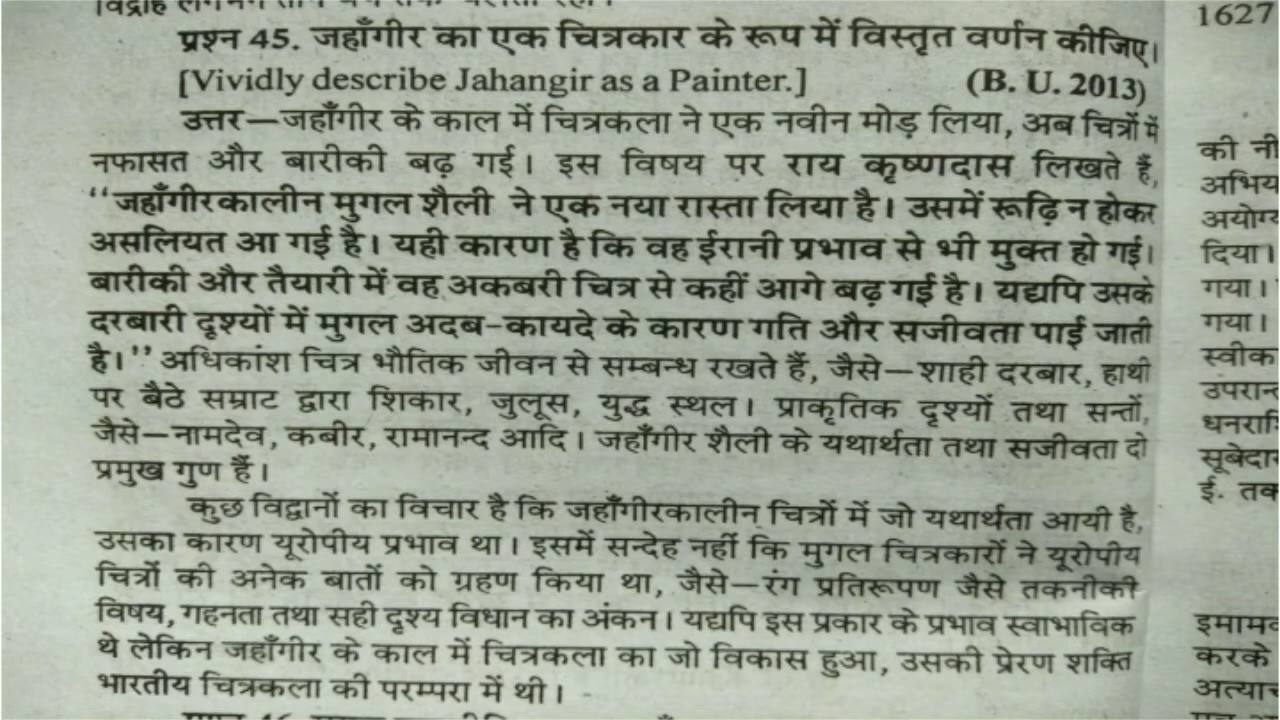 प्रश्न 45. जहाँगीर का एक चित्रकार के रूप में विस्तृत वर्णन कीजिए।
[Vividly describe Jahangir as a Painter.] (B. U. 2013)
उत्तर—जहाँगीर के काल में चित्रकला ने एक नवीन मोड़ लिया, अब चित्रों में
नफासत और बारीकी बढ़ गई। इस विषय पर राय कृष्णदास लिखते हैं,
‘‘जहाँगीरकालीन मुगल शैली ने एक नया रास्ता लिया है। उसमें रूढ़ि न होकर
असलियत आ गई है। यही कारण है कि वह ईरानी प्रभाव से भी मुक्त हो गई।
बारीकी और तैयारी में वह अकबरी चित्र से कहीं आगे बढ़ गई है। यद्यपि उसके
दरबारी दृश्यों में मुगल अदब-कायदे के कारण गति और सजीवता पाई जाती
है।’’ अधिकांश चित्र भौतिक जीवन से सम्बन्ध रखते हैं, जैसे—शाही दरबार, हाथी
पर बैठे सम्राट द्वारा शिकार, जुलूस, युद्ध स्थल। प्राकृतिक दृश्यों तथा सन्तों,
जैसे—नामदेव, कबीर, रामानन्द आदि। जहाँगीर शैली के यथार्थता तथा सजीवता दो
प्रमुख गुण हैं।
कुछ विद्वानों का विचार है कि जहाँगीरकालीन चित्रों में जो यथार्थता आयी है,
उसका कारण यूरोपीय प्रभाव था। इसमें सन्देह नहीं कि मुगल चित्रकारों ने यूरोपीय
चित्रों की अनेक बातों को ग्रहण किया था, जैसे—रंग प्रतिरूपण जैसे तकनीकी
विषय, गहनता तथा सही दृश्य विधान का अंकन। यद्यपि इस प्रकार के प्रभाव स्वाभाविक
थे लेकिन जहाँगीर के काल में चित्रकला का जो विकास हुआ, उसकी प्रेरण शक्ति
भारतीय चित्रकला की परम्परा में थी।
1627
की नी
अभिय
अयोग्य
दिया।
गया।
गया।
स्वीक
उपरान्
धनराशि
सूबेदार
ई. तक
इमामव
करके
अत्याच